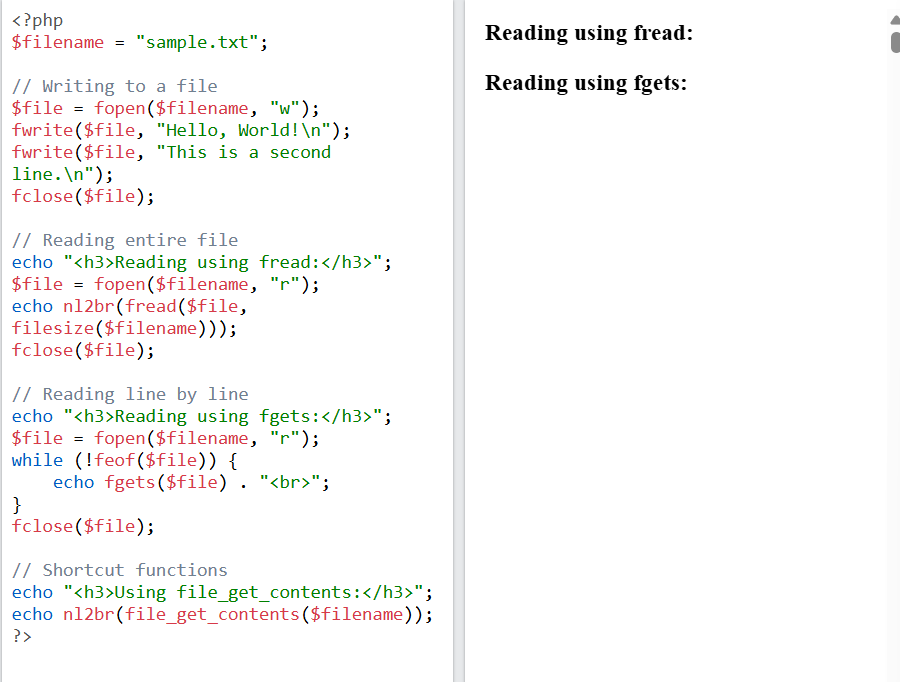 <?php
$filename = "sample.txt";
// Writing to a file
$file = fopen($filename, "w");
fwrite($file, "Hello, World!\n");
fwrite($file, "This is a second
line.\n");
fclose($file);
// Reading entire file
echo "<h3>Reading using fread:</h3>";
$file = fopen($filename, "r");
echo nl2br(fread($file,
filesize($filename)));
fclose($file);
// Reading line by line
echo "<h3>Reading using fgets:</h3>";
$file = fopen($filename, "r");
while (!feof($file)) {
    echo fgets($file) . "<br>";
}
fclose($file);
// Shortcut functions
echo "<h3>Using file_get_contents:</h3>";
echo nl2br(file_get_contents($filename));
?>
Reading using fread:
Reading using fgets: